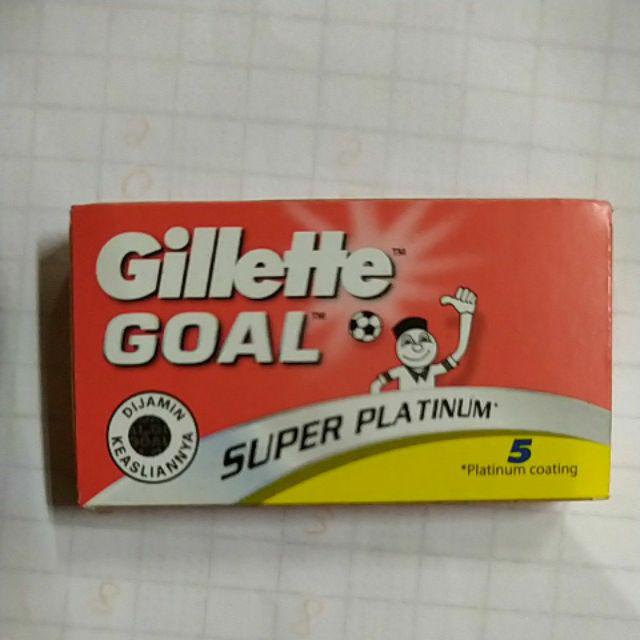 Gillette™
GOAL™
DIJAMIN
KEASLIANNYA
SUPER PLATINUM*
5
*Platinum coating